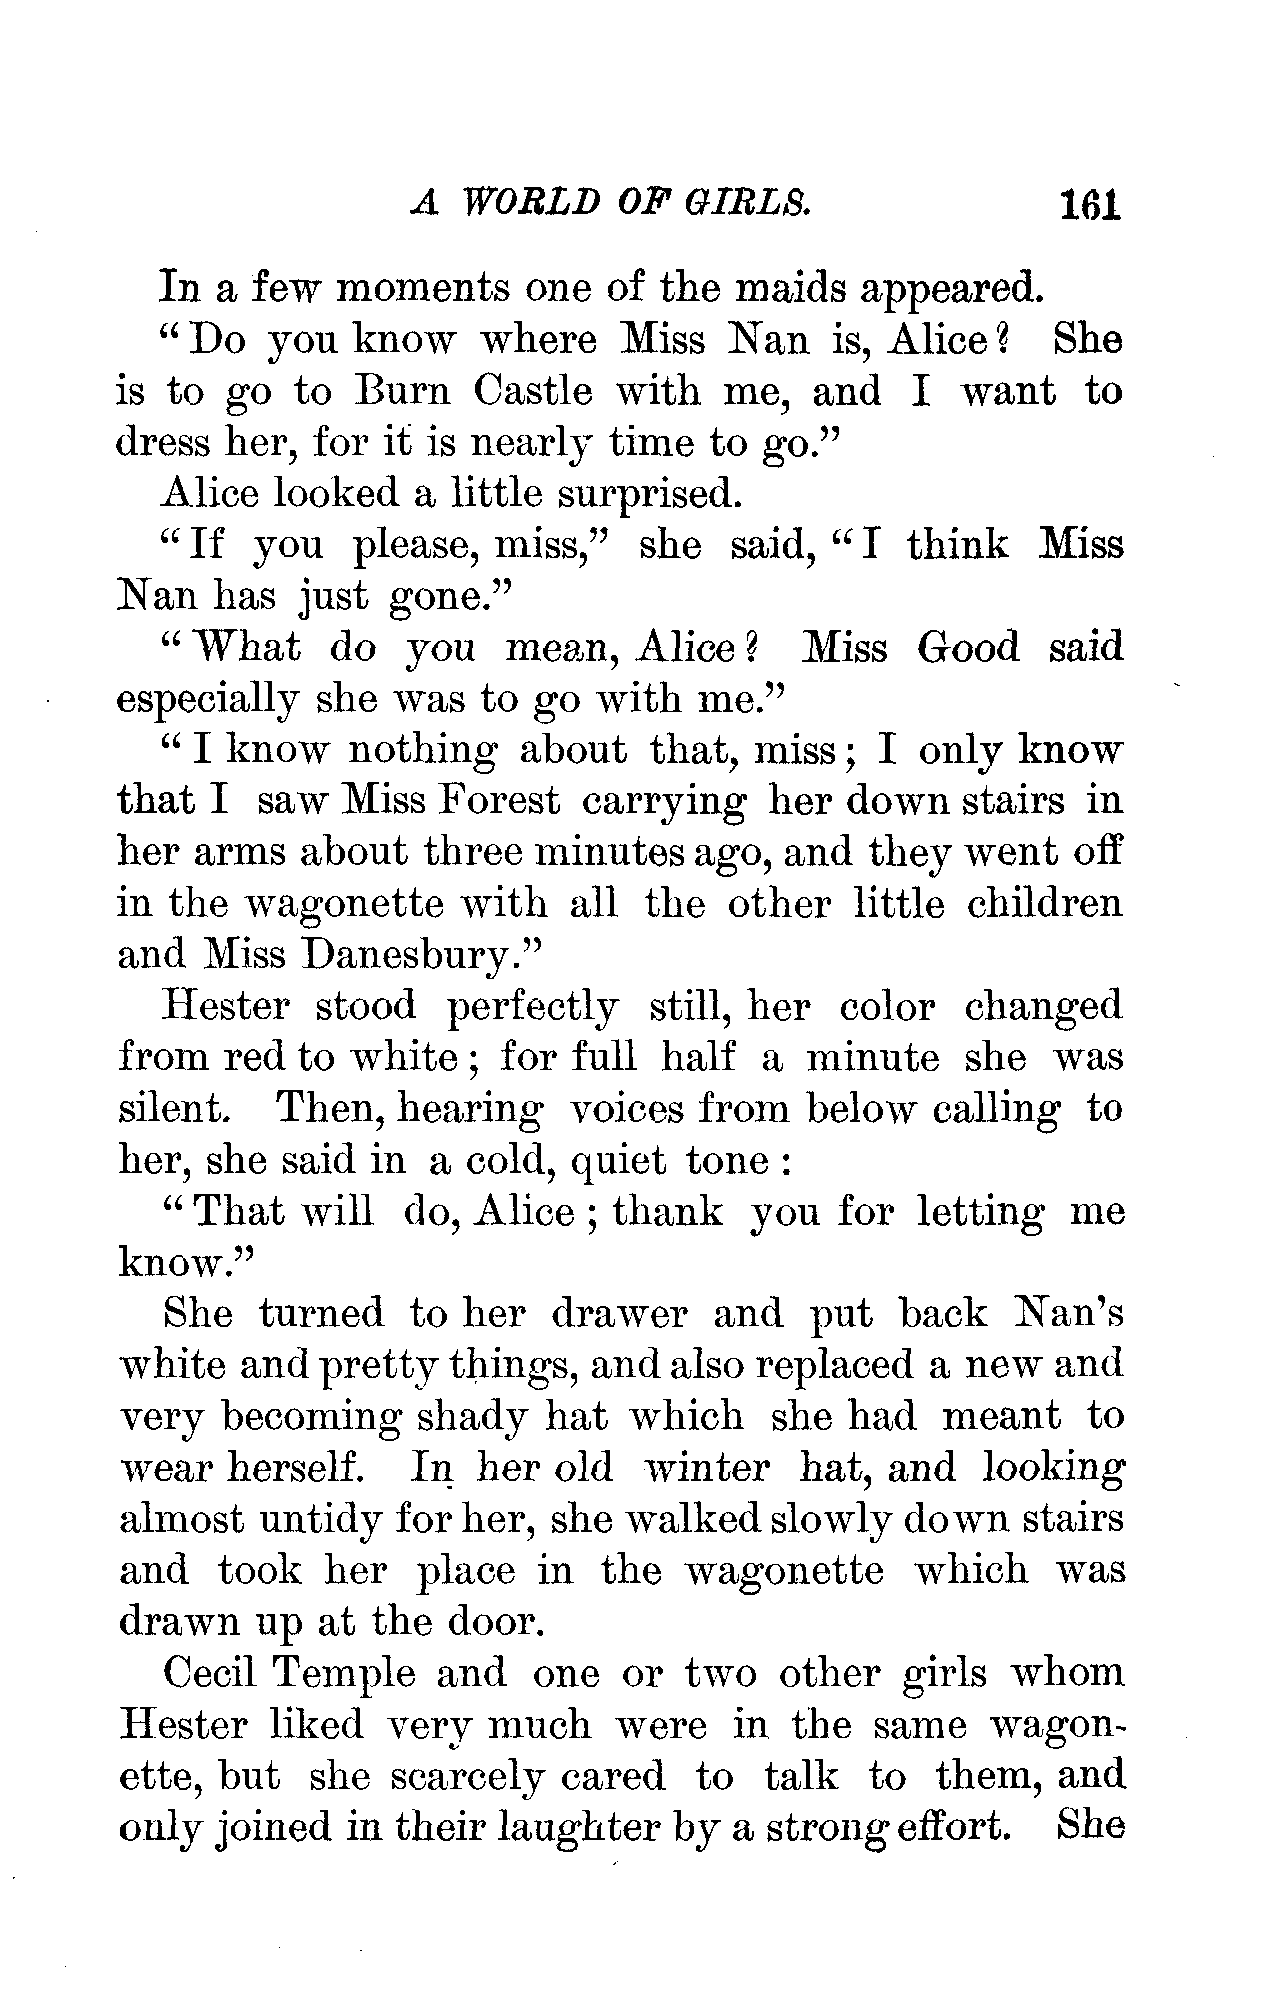 A WORLD OF GIRLS. 161
In a few moments one of the maids appeared.
"Do you know where Miss Nan is, Alice? She
is to go to Burn Castle with me, and I want to
dress her, for it is nearly time to go."
Alice looked a little surprised.
"If you please, miss," she said, "I think Miss
Nan has just gone."
"What do you mean, Alice? Miss Good said
especially she was to go with me."
"I know nothing about that, miss; I only know
that I saw Miss Forest carrying her down stairs in
her arms about three minutes ago, and they went off
in the wagonette with all the other little children
and Miss Danesbury."
Hester stood perfectly still, her color changed
from red to white; for full half a minute she was
silent. Then, hearing voices from below calling to
her, she said in a cold, quiet tone:
"That will do, Alice; thank you for letting me
know."
She turned to her drawer and put back Nan's
white and pretty things, and also replaced a new and
very becoming shady hat which she had meant to
wear herself. In her old winter hat, and looking
almost untidy for her, she walked slowly down stairs
and took her place in the wagonette which was
drawn up at the door.
Cecil Temple and one or two other girls whom
Hester liked very much were in the same wagon-
ette, but she scarcely cared to talk to them, and
only joined in their laughter by a strong effort. She